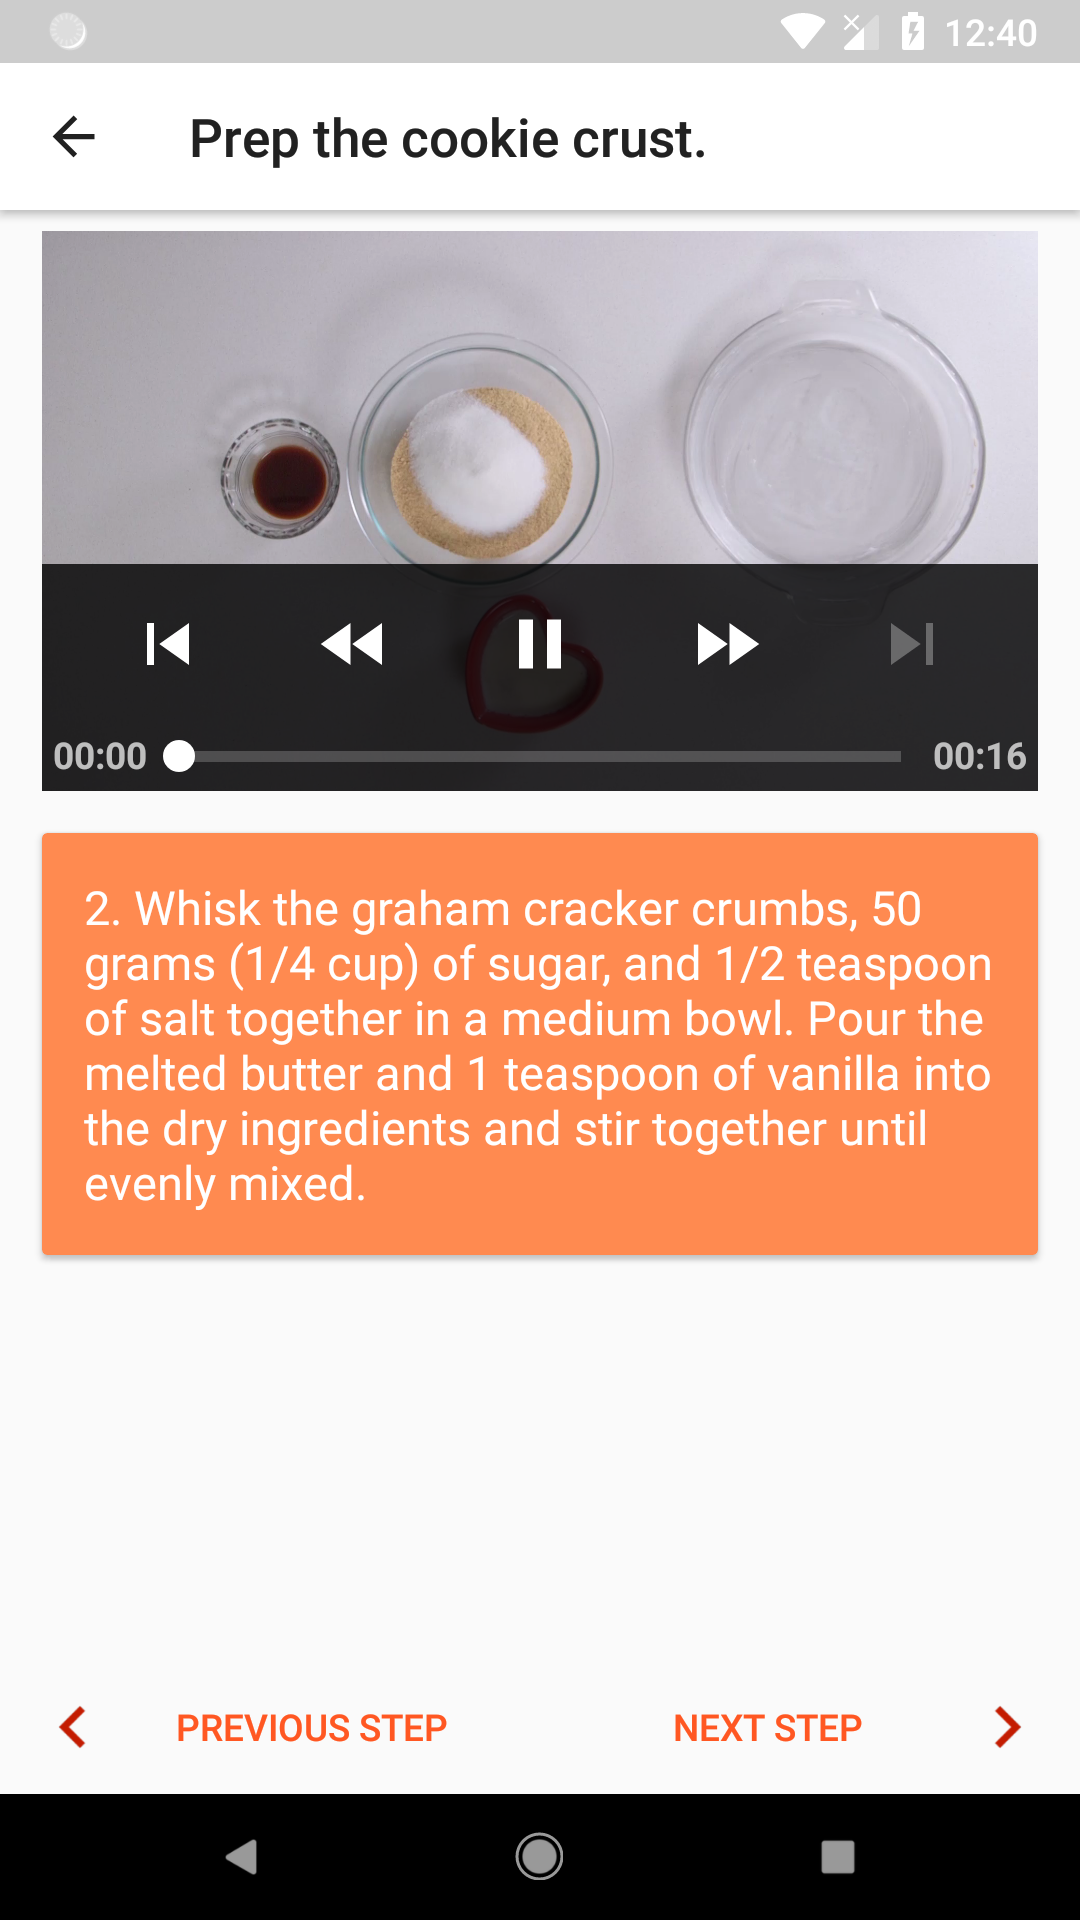 12:40
Prep the cookie crust.
00:00
00:16
2. Whisk the graham cracker crumbs, 50
grams (1/4 cup) of sugar, and 1/2 teaspoon
of salt together in a medium bowl. Pour the
melted butter and 1 teaspoon of vanilla into
the dry ingredients and stir together until
evenly mixed.
PREVIOUS STEP
NEXT STEP